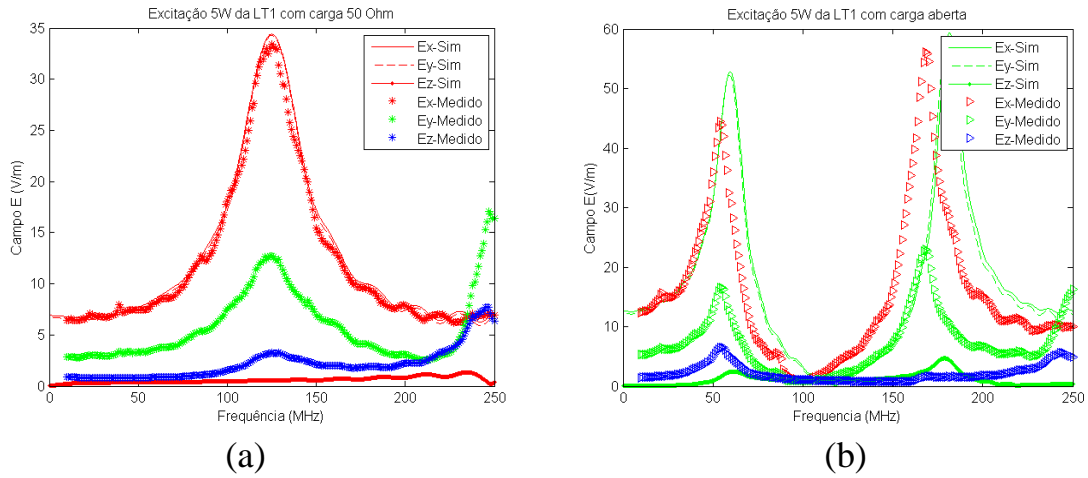 Excitação 5W da LT1 com carga 50 Ohm
35
30
25
20
15
10
5
0
Campo E (V/m)
Ex-Sim
Ey-Sim
Ez-Sim
Ex-Medido
Ey-Medido
Ez-Medido
0 50 100 150 200 250
Frequência (MHz)
(a)
Excitação 5W da LT1 com carga aberta
60
50
40
30
20
10
0
Campo E(V/m)
Ex-Sim
Ey-Sim
Ez-Sim
Ex-Medido
Ey-Medido
Ez-Medido
0 50 100 150 200 250
Frequencia (MHz)
(b)